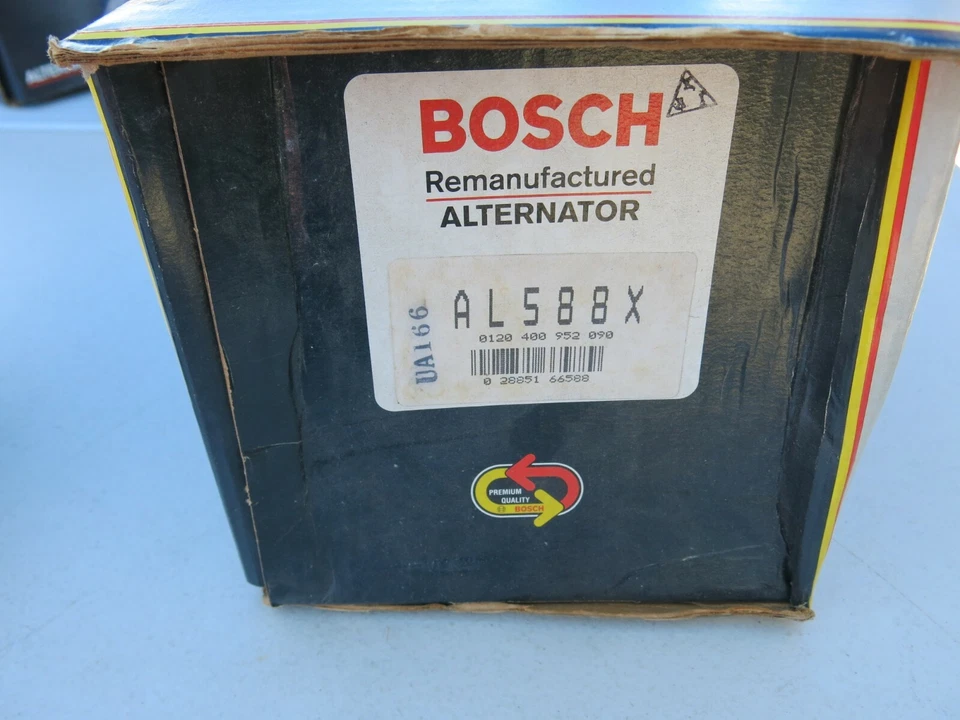 BOSCH
Remanufactured
ALTERNATOR
AL588X
0120 400 952 090
0 28851 66588
UA166
PREMIUM
QUALITY
BOSCH